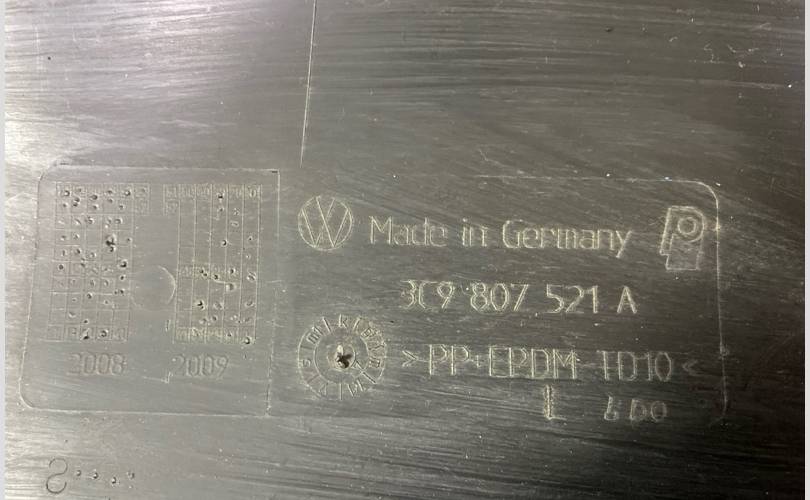 Made in Germany
3C9 807 521 A
>PP+EPDM-TD10<
2008 2009
S